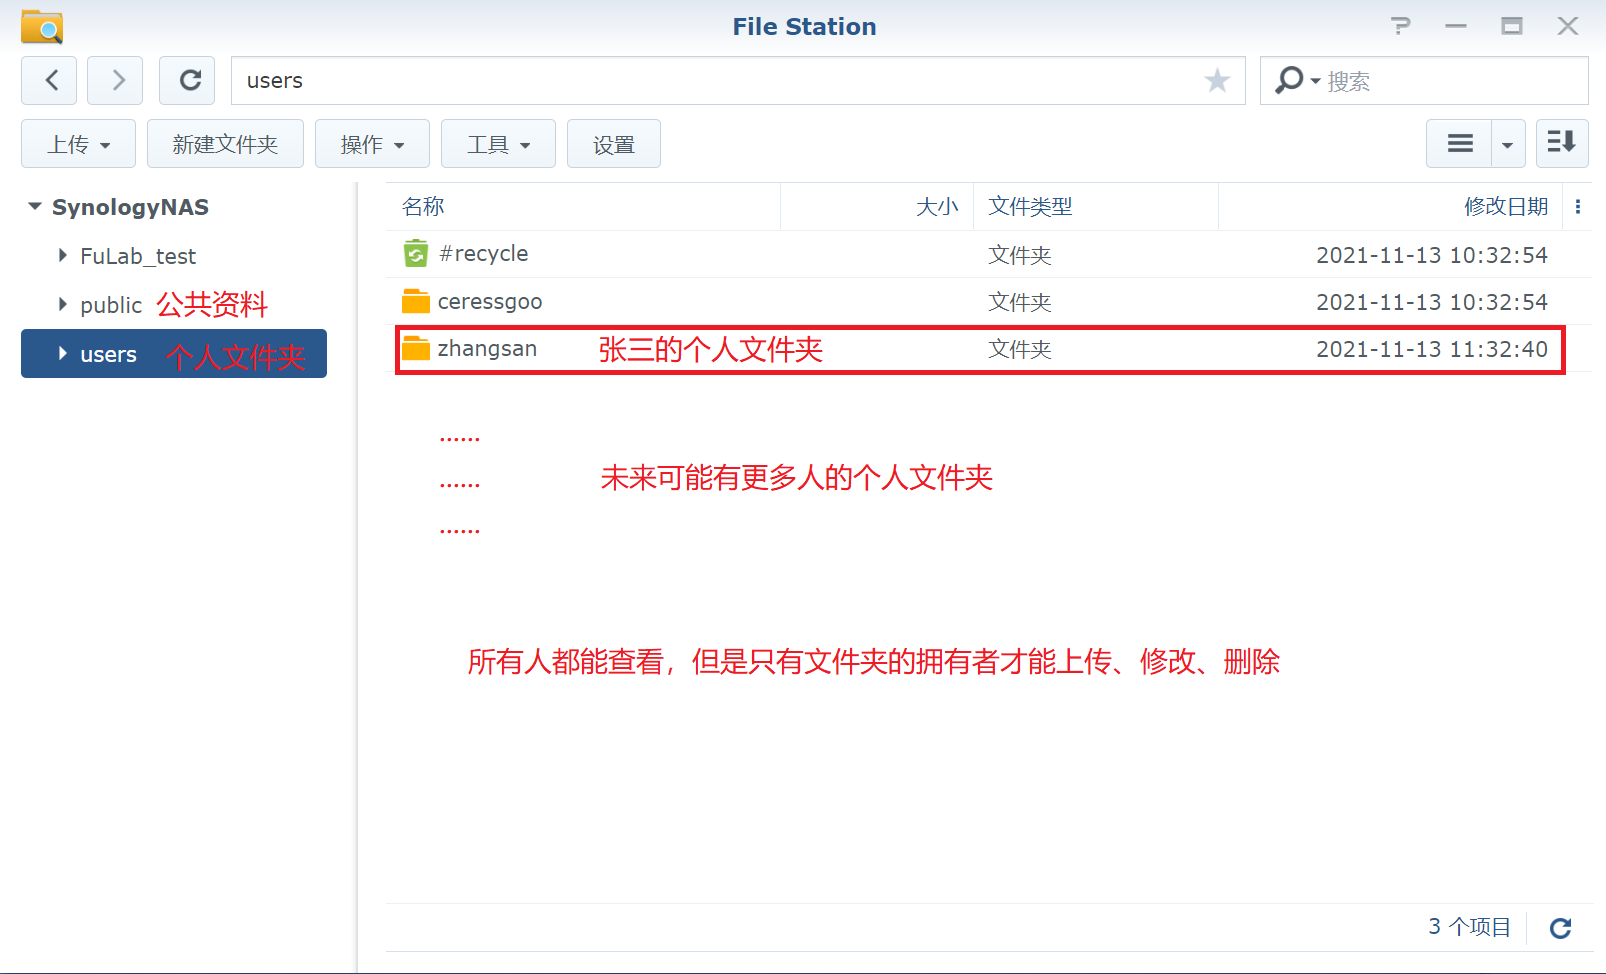 File Station
users
搜索
上传 新建文件夹 操作 工具 设置
SynologyNAS
FuLab_test
public 公共资料
users 个人文件夹
名称 大小 文件类型 修改日期
#recycle 文件夹 2021-11-13 10:32:54
ceressgoo 文件夹 2021-11-13 10:32:54
zhangsan 张三的个人文件夹 文件夹 2021-11-13 11:32:40
......
...... 未来可能有更多人的个人文件夹
......
所有人都能查看，但是只有文件夹的拥有者才能上传、修改、删除
3 个项目